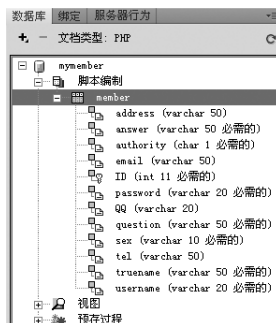 数据库 绑定 服务器行为
文档类型: PHP
mymember
脚本编制
member
address (varchar 50)
answer (varchar 50 必需的)
authority (char 1 必需的)
email (varchar 50)
ID (int 11 必需的)
password (varchar 20 必需的)
QQ (varchar 20)
question (varchar 50 必需的)
sex (varchar 10 必需的)
tel (varchar 50)
truename (varchar 50 必需的)
username (varchar 20 必需的)
视图
预存过程